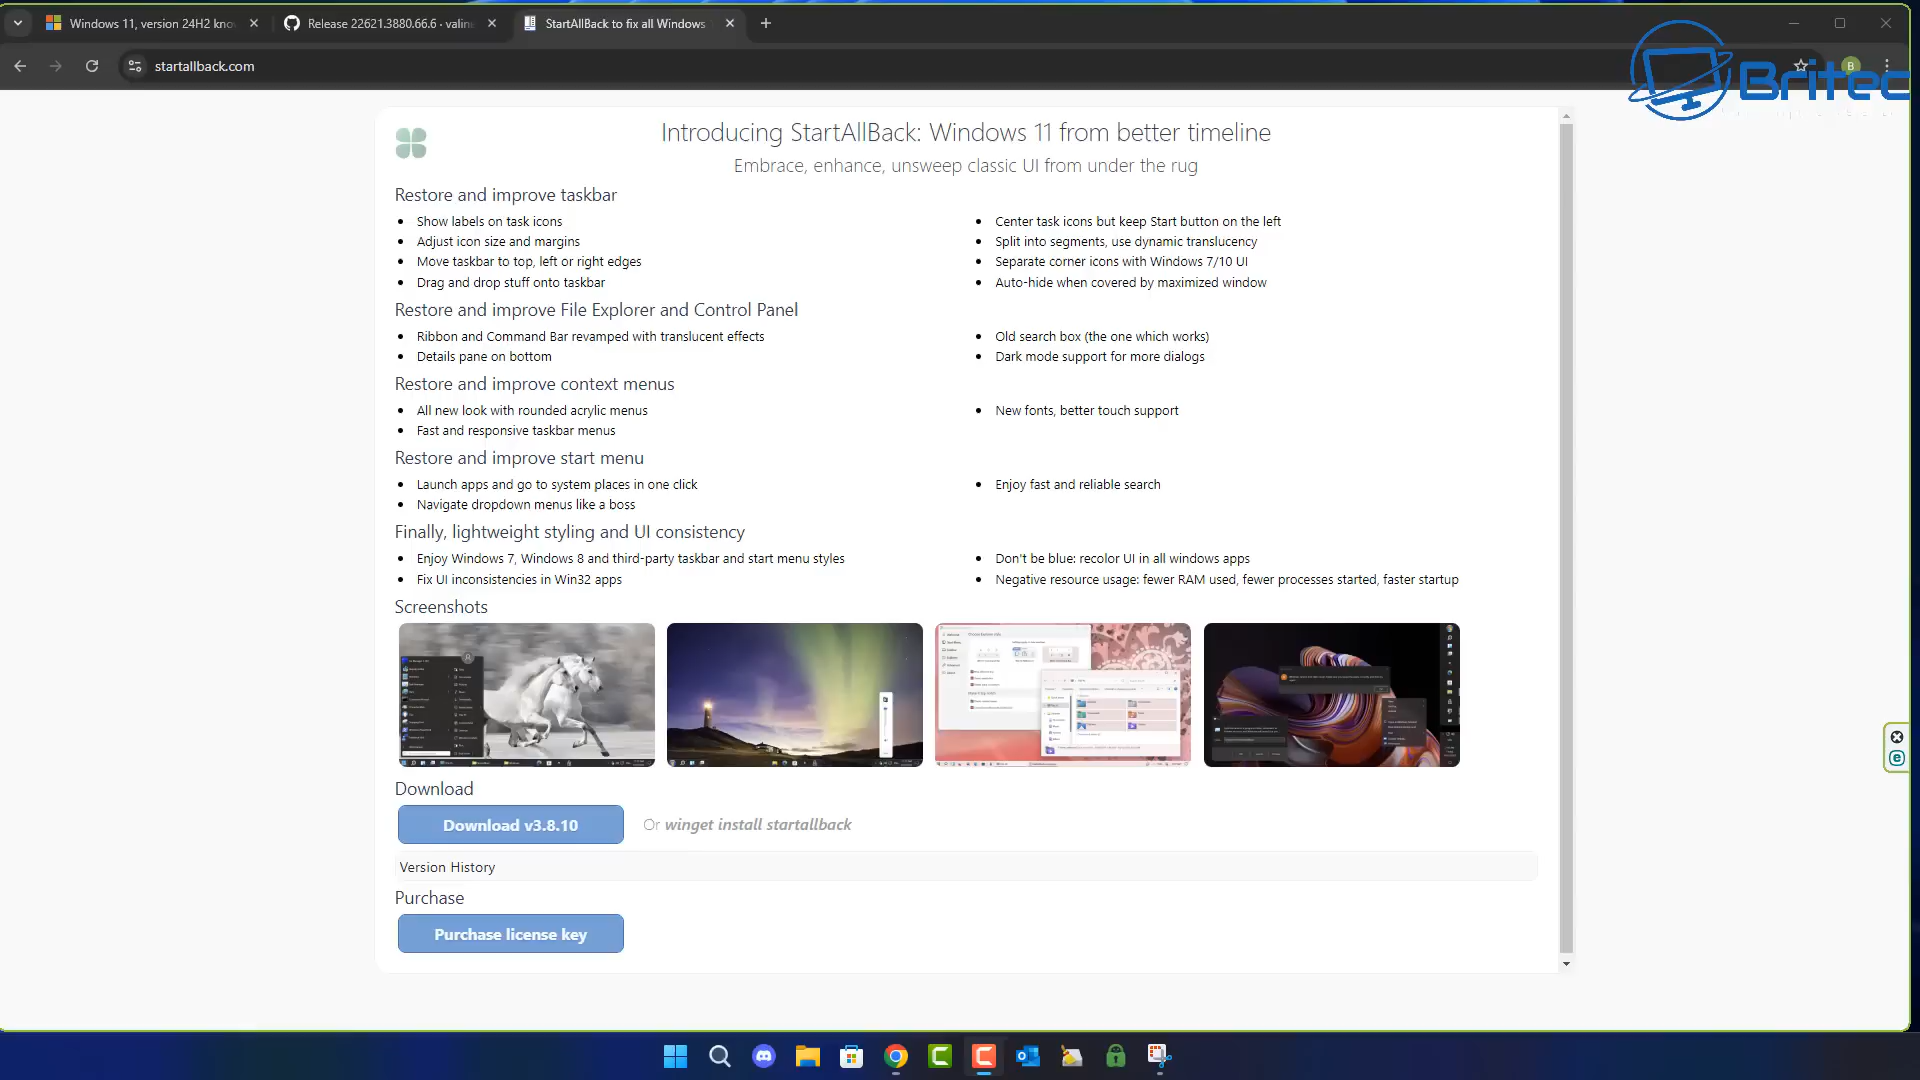 Windows 11, version 24H2 kno
Release 22621.3880.66.6 · valine
StartAllBack to fix all Windows
startallback.com
B
Britec
Introducing StartAllBack: Windows 11 from better timeline
Embrace, enhance, unsweep classic UI from under the rug
Restore and improve taskbar
Show labels on task icons
Adjust icon size and margins
Move taskbar to top, left or right edges
Drag and drop stuff onto taskbar
Center task icons but keep Start button on the left
Split into segments, use dynamic translucency
Separate corner icons with Windows 7/10 UI
Auto-hide when covered by maximized window
Restore and improve File Explorer and Control Panel
Ribbon and Command Bar revamped with translucent effects
Details pane on bottom
Old search box (the one which works)
Dark mode support for more dialogs
Restore and improve context menus
All new look with rounded acrylic menus
Fast and responsive taskbar menus
New fonts, better touch support
Restore and improve start menu
Launch apps and go to system places in one click
Navigate dropdown menus like a boss
Enjoy fast and reliable search
Finally, lightweight styling and UI consistency
Enjoy Windows 7, Windows 8 and third-party taskbar and start menu styles
Fix UI inconsistencies in Win32 apps
Don't be blue: recolor UI in all windows apps
Negative resource usage: fewer RAM used, fewer processes started, faster startup
Screenshots
Download
Download v3.8.10
Or winget install startallback
Version History
Purchase
Purchase license key